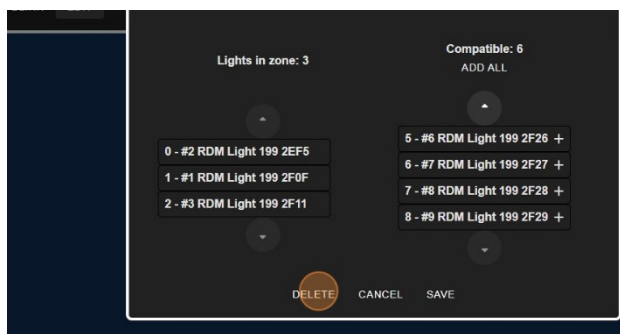 Lights in zone: 3
Compatible: 6
ADD ALL
0 - #2 RDM Light 199 2EF5
1 - #1 RDM Light 199 2F0F
2 - #3 RDM Light 199 2F11
5 - #6 RDM Light 199 2F26 +
6 - #7 RDM Light 199 2F27 +
7 - #8 RDM Light 199 2F28 +
8 - #9 RDM Light 199 2F29 +
DELETE CANCEL SAVE